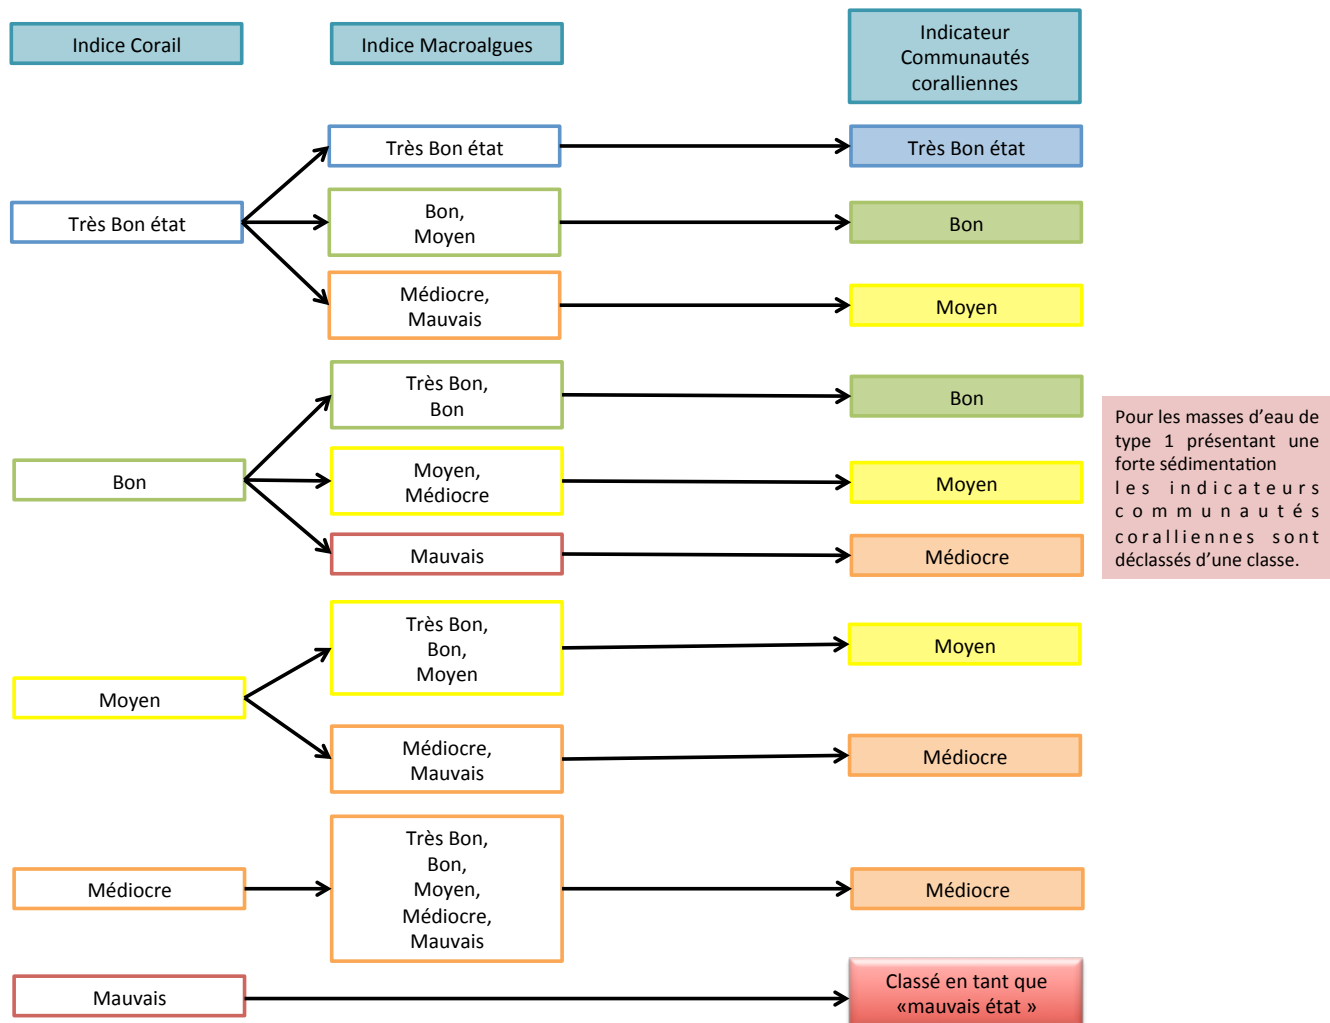 Indice Corail
Indice Macroalgues
Indicateur
Communautés
coralliennes
Très Bon état
Très Bon état
Très Bon état
Bon,
Moyen
Bon
Médiocre,
Mauvais
Moyen
Bon
Très Bon,
Bon
Bon
Moyen,
Médiocre
Moyen
Mauvais
Médiocre
Pour les masses d’eau de
type 1 présentant une
forte sédimentation
les indicateurs
communautés
coralliennes sont
déclassés d’une classe.
Moyen
Très Bon,
Bon,
Moyen
Moyen
Médiocre,
Mauvais
Médiocre
Médiocre
Très Bon,
Bon,
Moyen,
Médiocre,
Mauvais
Médiocre
Mauvais
Classé en tant que
«mauvais état »